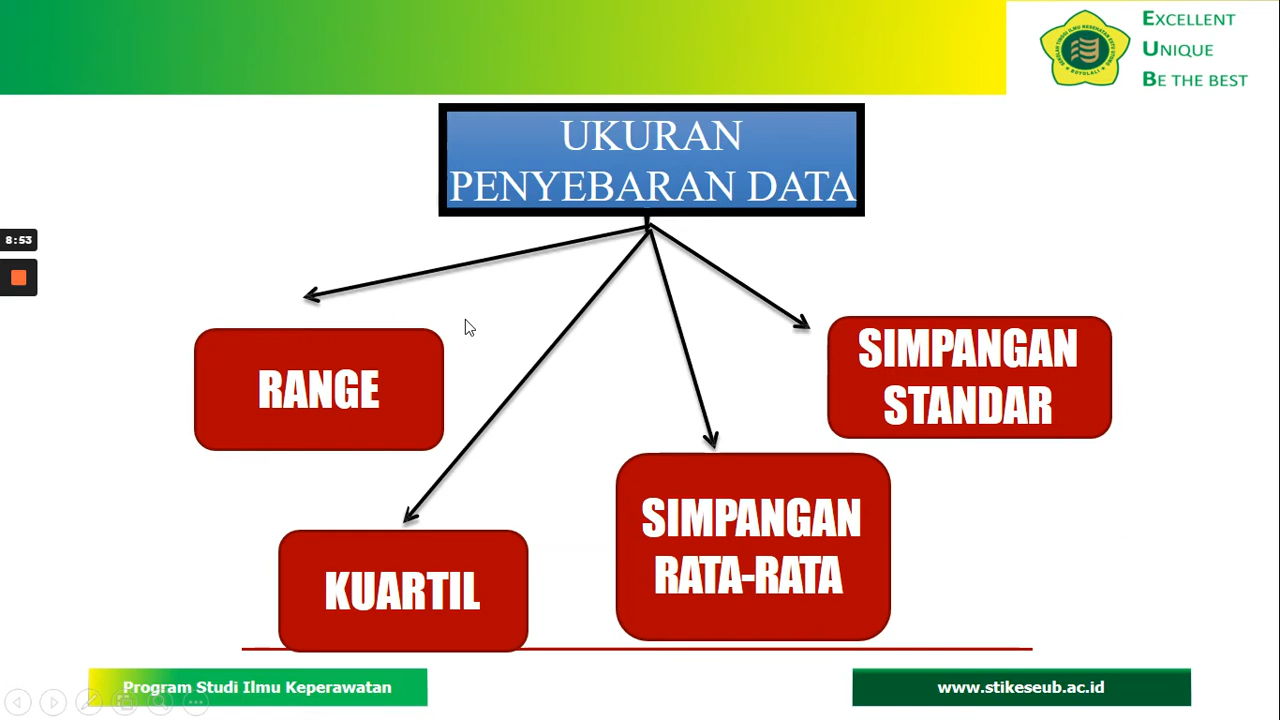 EXCELLENT
UNIQUE
BE THE BEST
UKURAN
PENYEBARAN DATA
8:53
RANGE
SIMPANGAN
STANDAR
SIMPANGAN
RATA-RATA
KUARTIL
Program Studi Ilmu Keperawatan
www.stikeseub.ac.id